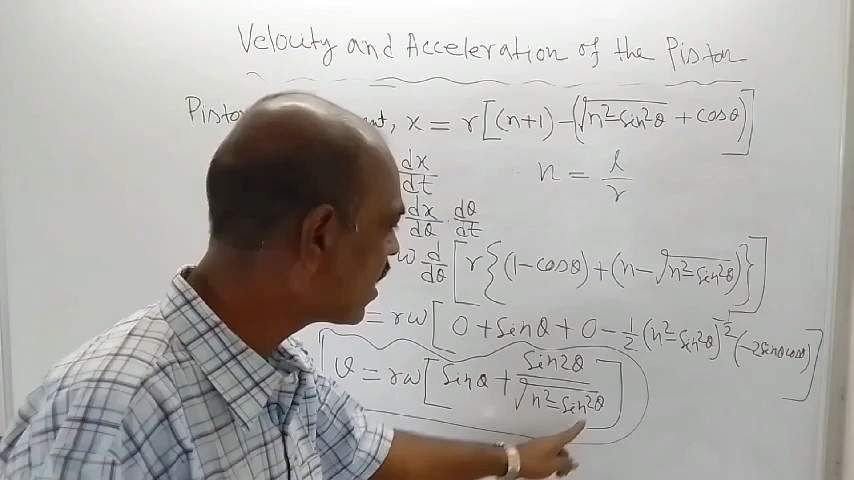 Velocity and Acceleration of the Piston
x = r[(n+1) - (√(n² - sin²θ) + cosθ)]
dx/dt n = l/r
dx/dθ · dθ/dt
ω d/dθ [r{(1-cosθ) + (n - √(n² - sin²θ))}]
= rω [0 + sinθ + 0 - 1/2 (n² - sin²θ)^(-1/2) (-2sinθcosθ)]
v = rω [sinθ + sin2θ/√(n² - sin²θ)]